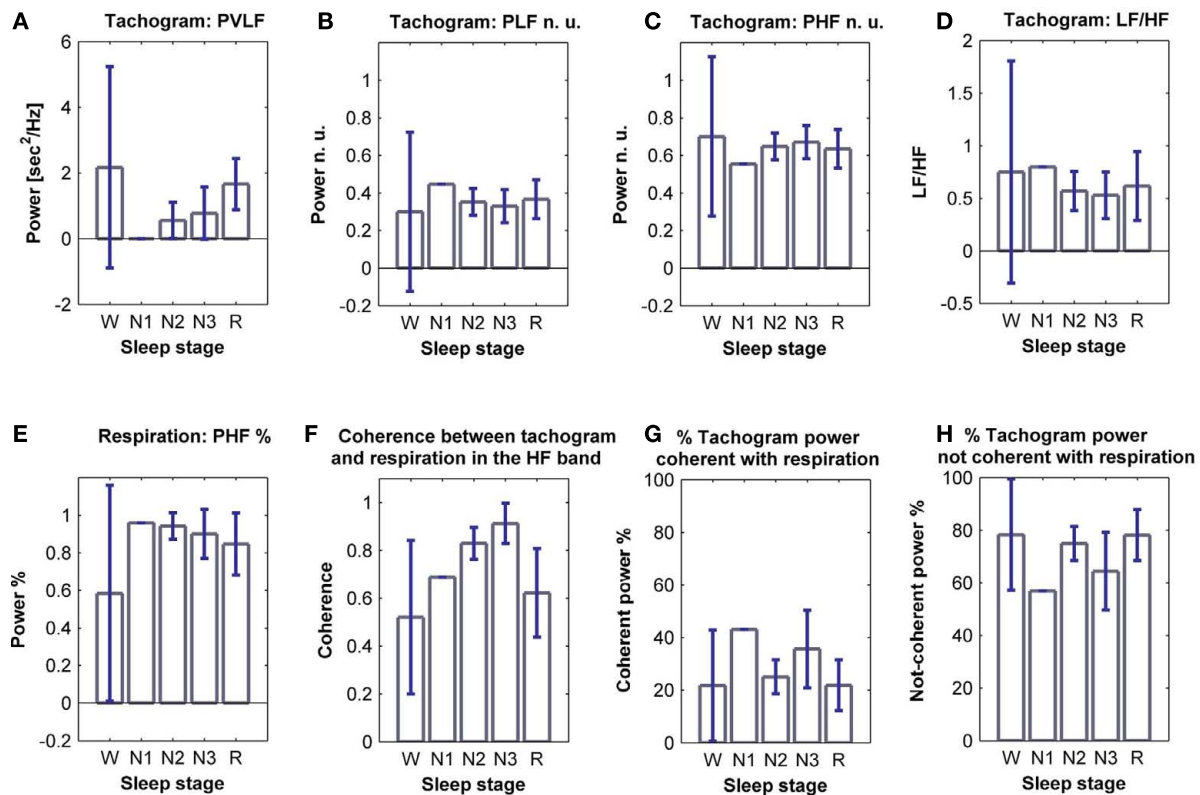 A
Tachogram: PVLF
6
4
2
0
-2
Power [sec²/Hz]
W N1 N2 N3 R
Sleep stage
B
Tachogram: PLF n. u.
1
0.8
0.6
0.4
0.2
0
-0.2
Power n. u.
W N1 N2 N3 R
Sleep stage
C
Tachogram: PHF n. u.
1
0.8
0.6
0.4
0.2
0
-0.2
Power n. u.
W N1 N2 N3 R
Sleep stage
D
Tachogram: LF/HF
2
1.5
1
0.5
0
-0.5
LF/HF
W N1 N2 N3 R
Sleep stage
E
Respiration: PHF %
1
0.8
0.6
0.4
0.2
0
-0.2
Power %
W N1 N2 N3 R
Sleep stage
F
Coherence between tachogram
and respiration in the HF band
1
0.8
0.6
0.4
0.2
0
Coherence
W N1 N2 N3 R
Sleep stage
G
% Tachogram power
coherent with respiration
100
80
60
40
20
0
Coherent power %
W N1 N2 N3 R
Sleep stage
H
% Tachogram power
not coherent with respiration
100
80
60
40
20
0
Not-coherent power %
W N1 N2 N3 R
Sleep stage